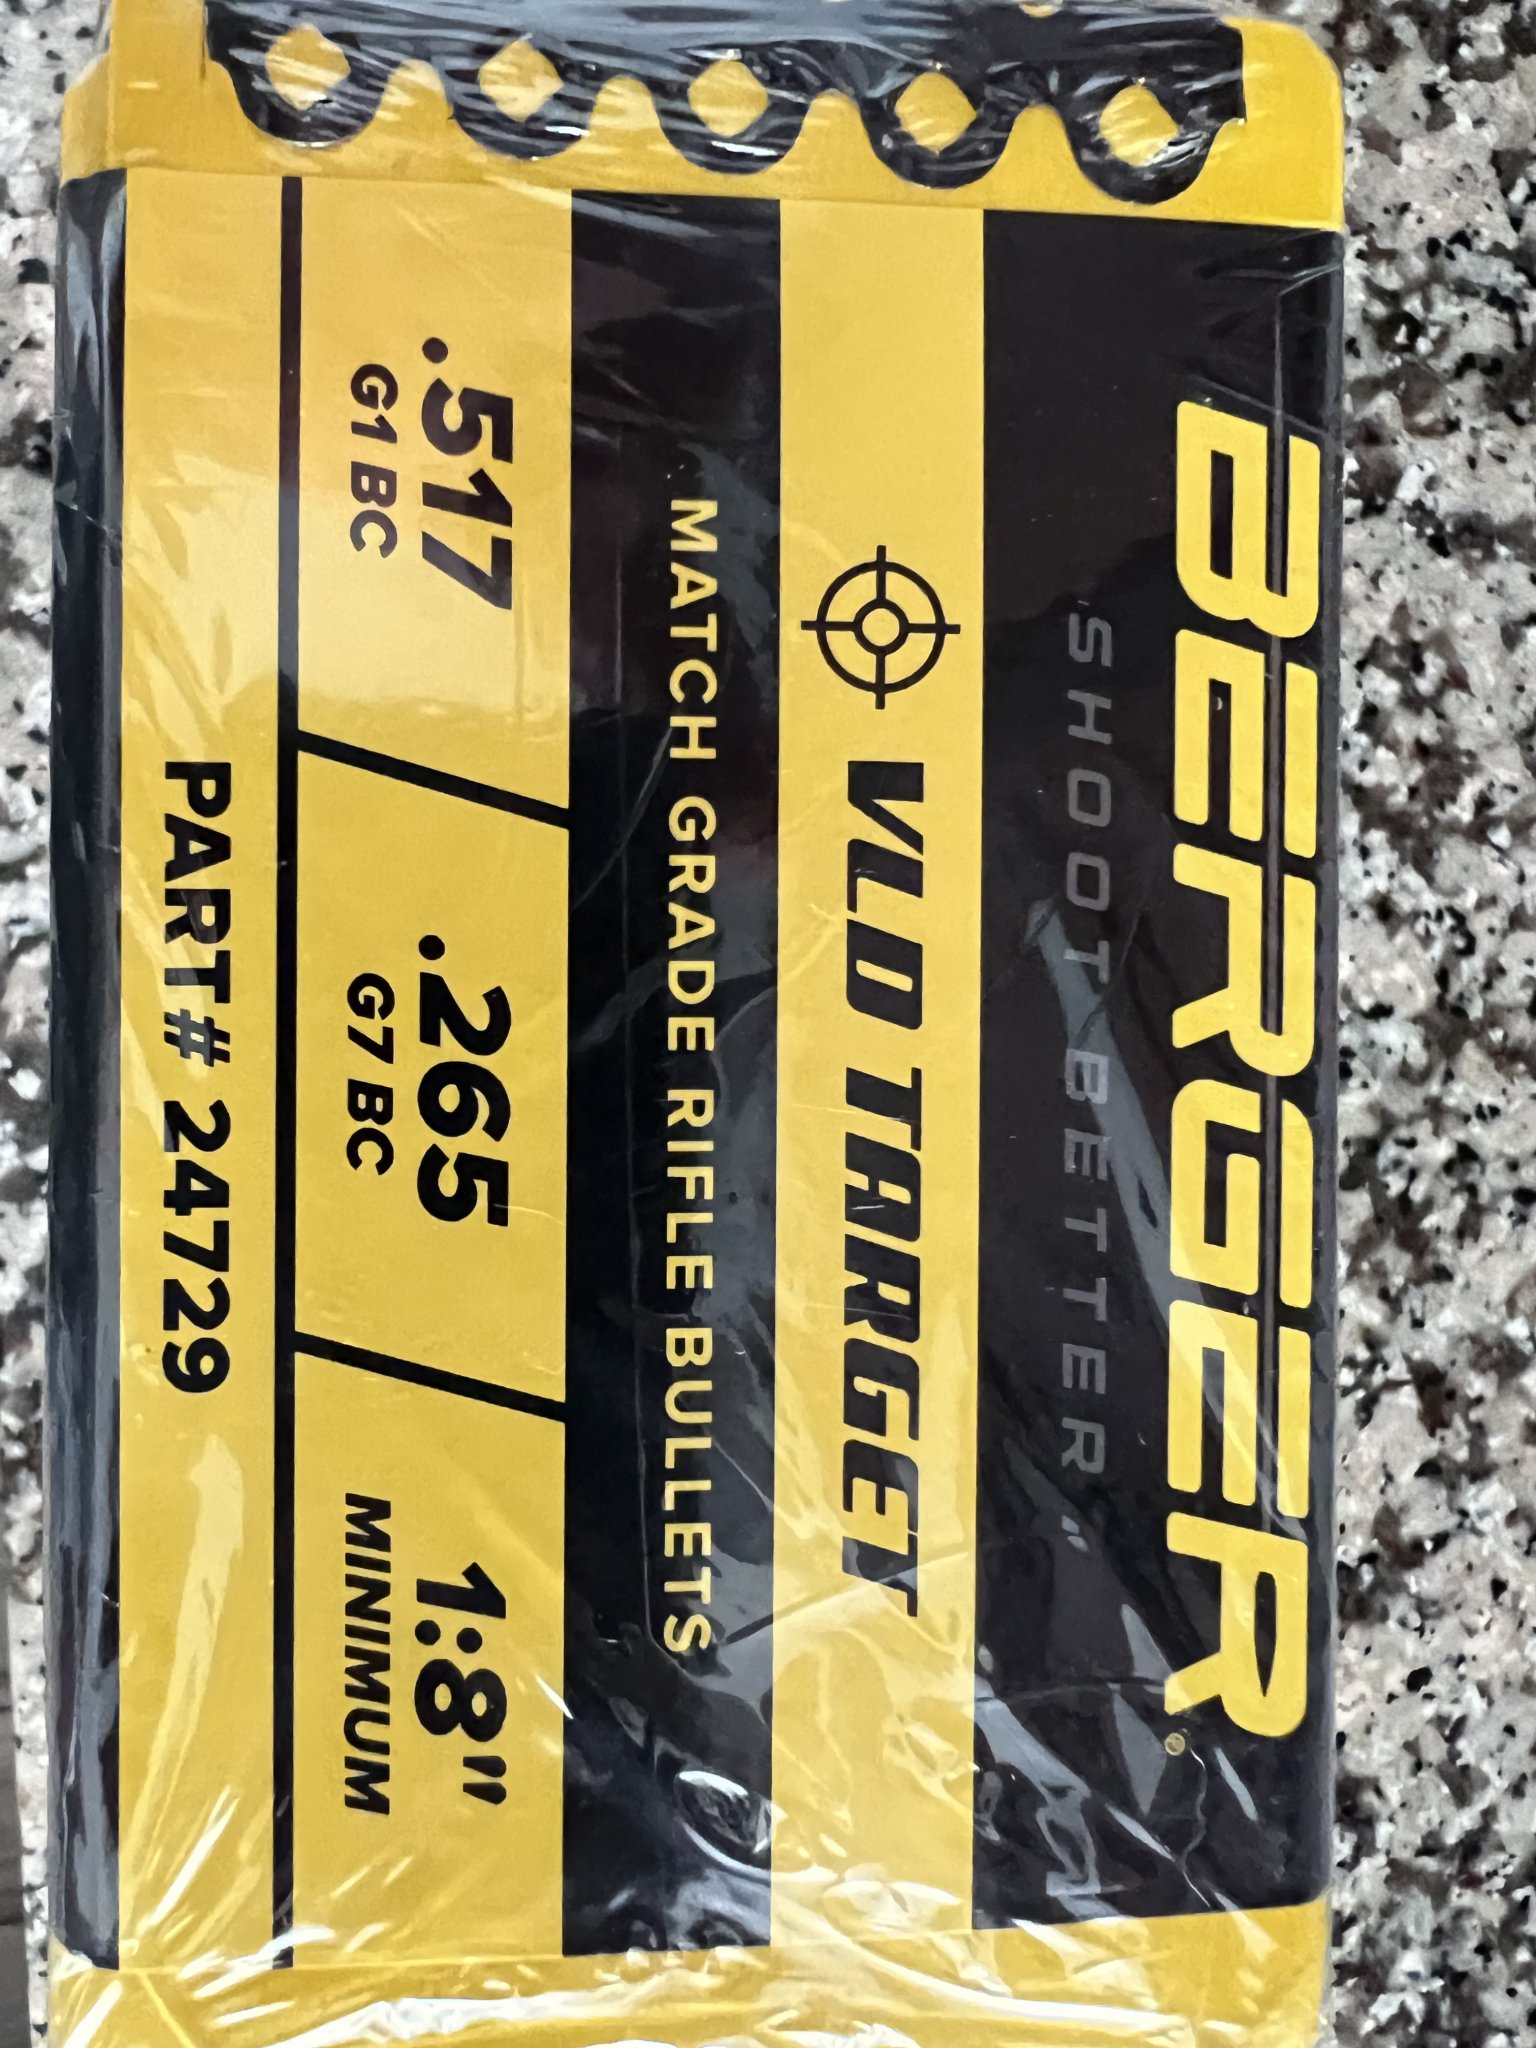 BERGER®
SHOOT BETTER
VLD TARGET
MATCH GRADE RIFLE BULLETS
.517
G1 BC
.265
G7 BC
1:8"
MINIMUM
PART# 24729